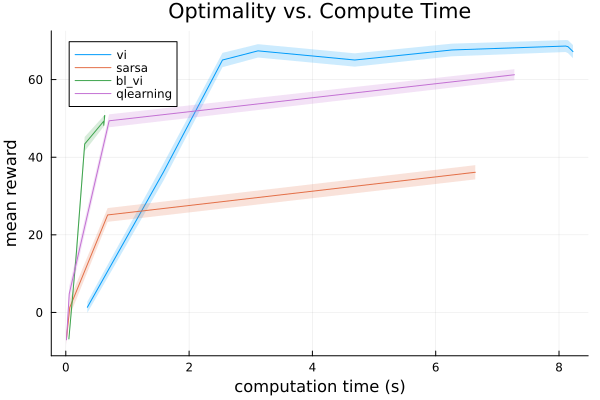 Optimality vs. Compute Time
vi
sarsa
bl_vi
qlearning
mean reward
60
40
20
0
0 2 4 6 8
computation time (s)